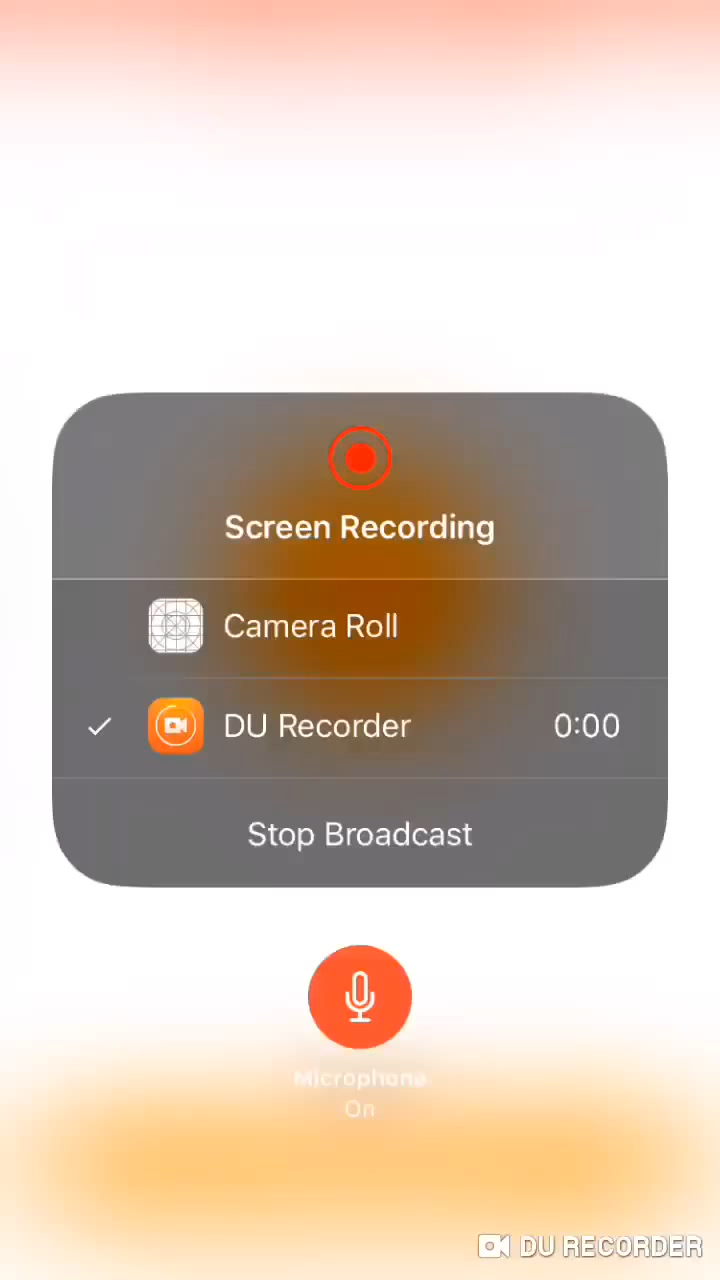 Screen Recording
Camera Roll
DU Recorder 0:00
Stop Broadcast
Microphone
On
DU RECORDER